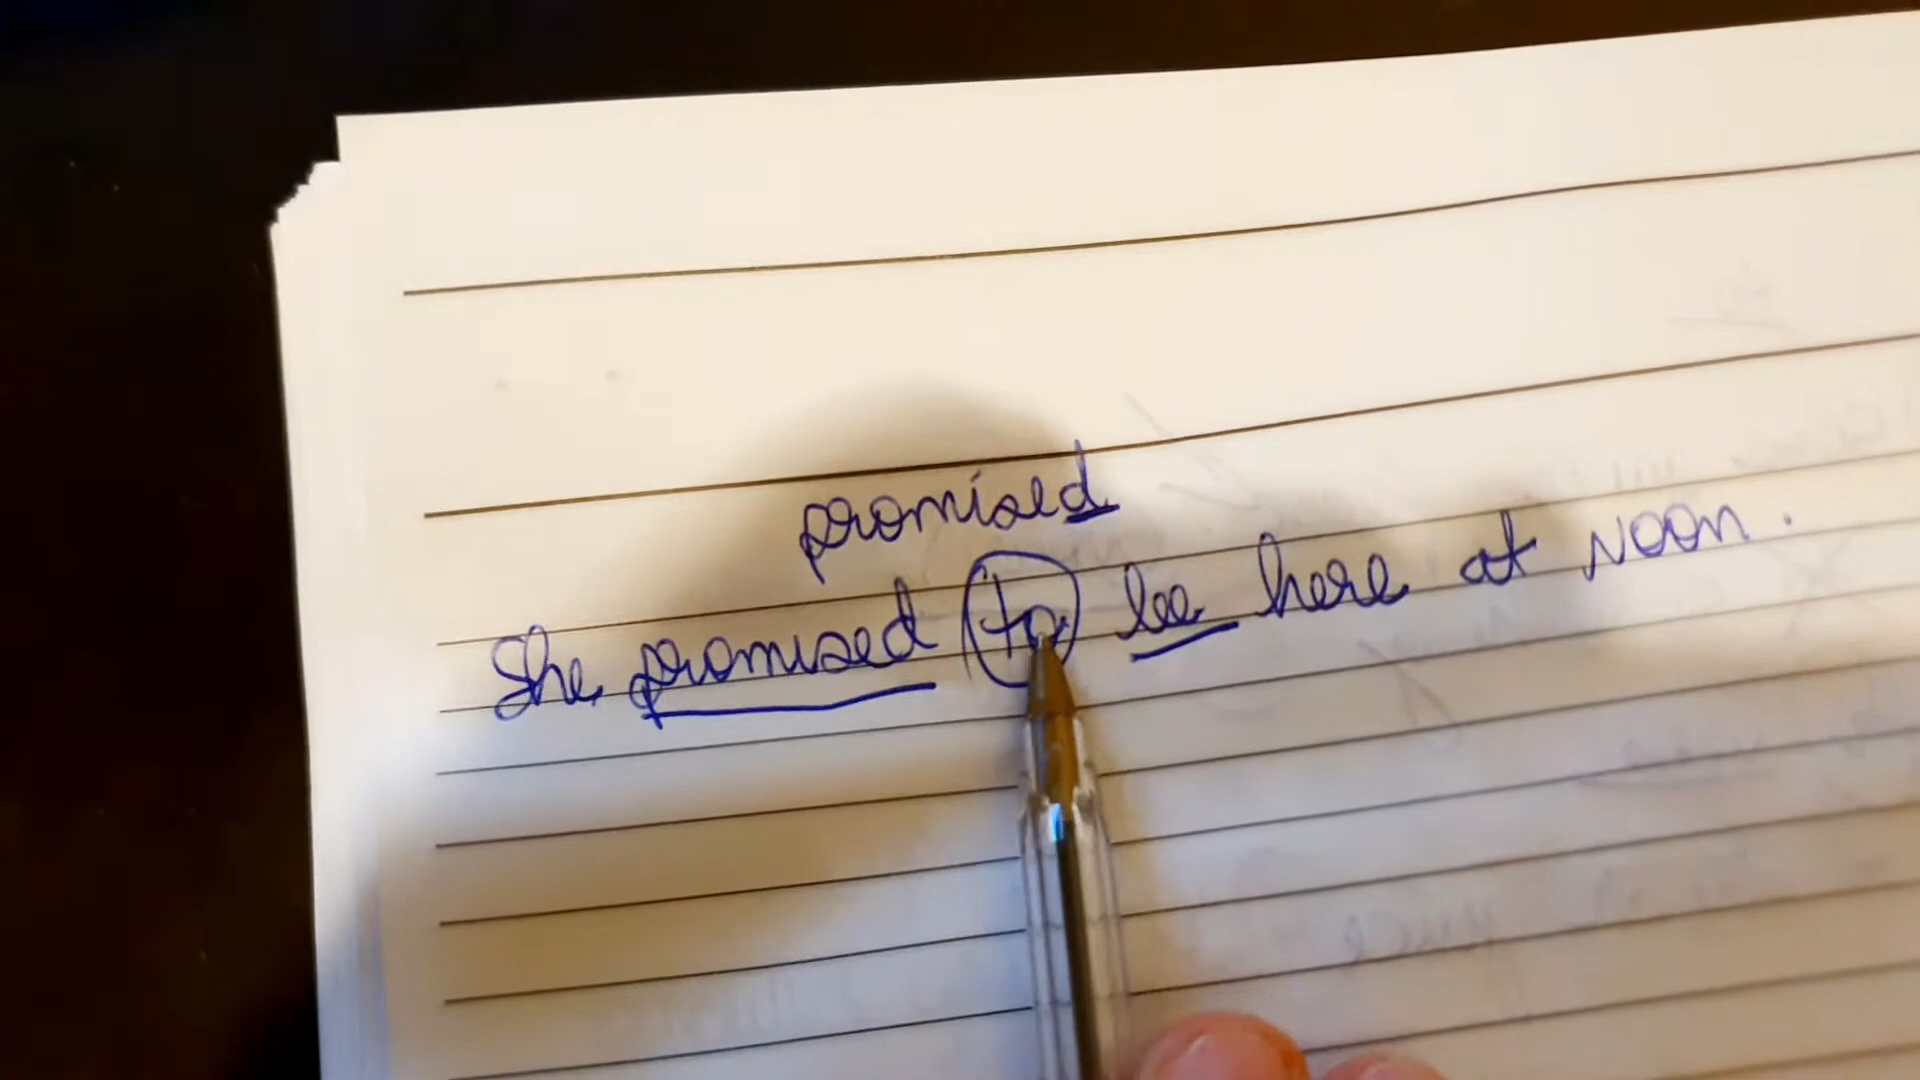 promised
She promised to be here at Noon.